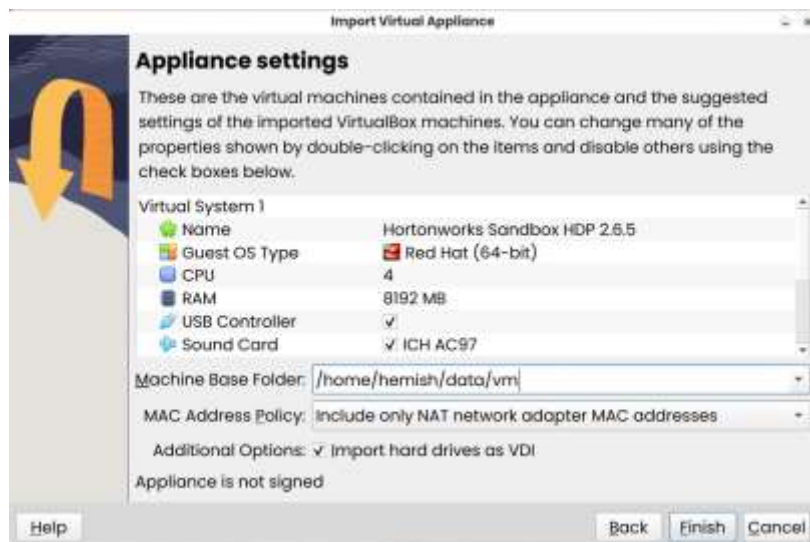 Import Virtual Appliance
Appliance settings
These are the virtual machines contained in the appliance and the suggested
settings of the imported VirtualBox machines. You can change many of the
properties shown by double-clicking on the items and disable others using the
check boxes below.
Virtual System 1
Name Hortonworks Sandbox HDP 2.6.5
Guest OS Type Red Hat (64-bit)
CPU 4
RAM 8192 MB
USB Controller
Sound Card ICH AC97
Machine Base Folder: /home/hemish/data/vm
MAC Address Policy: Include only NAT network adapter MAC addresses
Additional Options: Import hard drives as VDI
Appliance is not signed
Help Back Finish Cancel